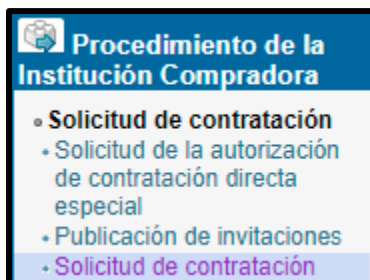 Procedimiento de la
Institución Compradora
Solicitud de contratación
Solicitud de la autorización
de contratación directa
especial
Publicación de invitaciones
Solicitud de contratación